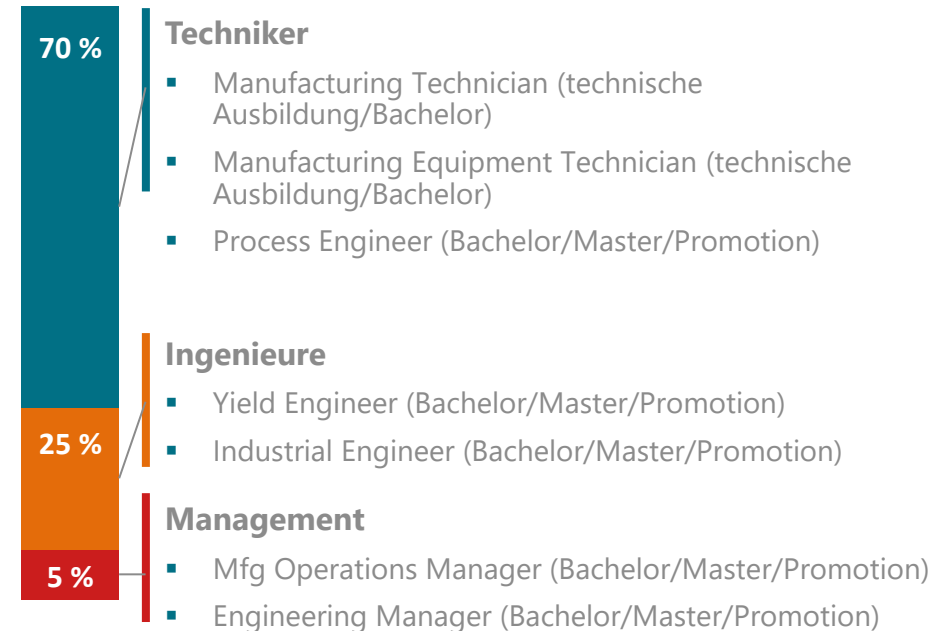 70 %
Techniker
▪ Manufacturing Technician (technische
Ausbildung/Bachelor)
▪ Manufacturing Equipment Technician (technische
Ausbildung/Bachelor)
▪ Process Engineer (Bachelor/Master/Promotion)
Ingenieure
▪ Yield Engineer (Bachelor/Master/Promotion)
25 %
▪ Industrial Engineer (Bachelor/Master/Promotion)
Management
5 %
▪ Mfg Operations Manager (Bachelor/Master/Promotion)
▪ Engineering Manager (Bachelor/Master/Promotion)